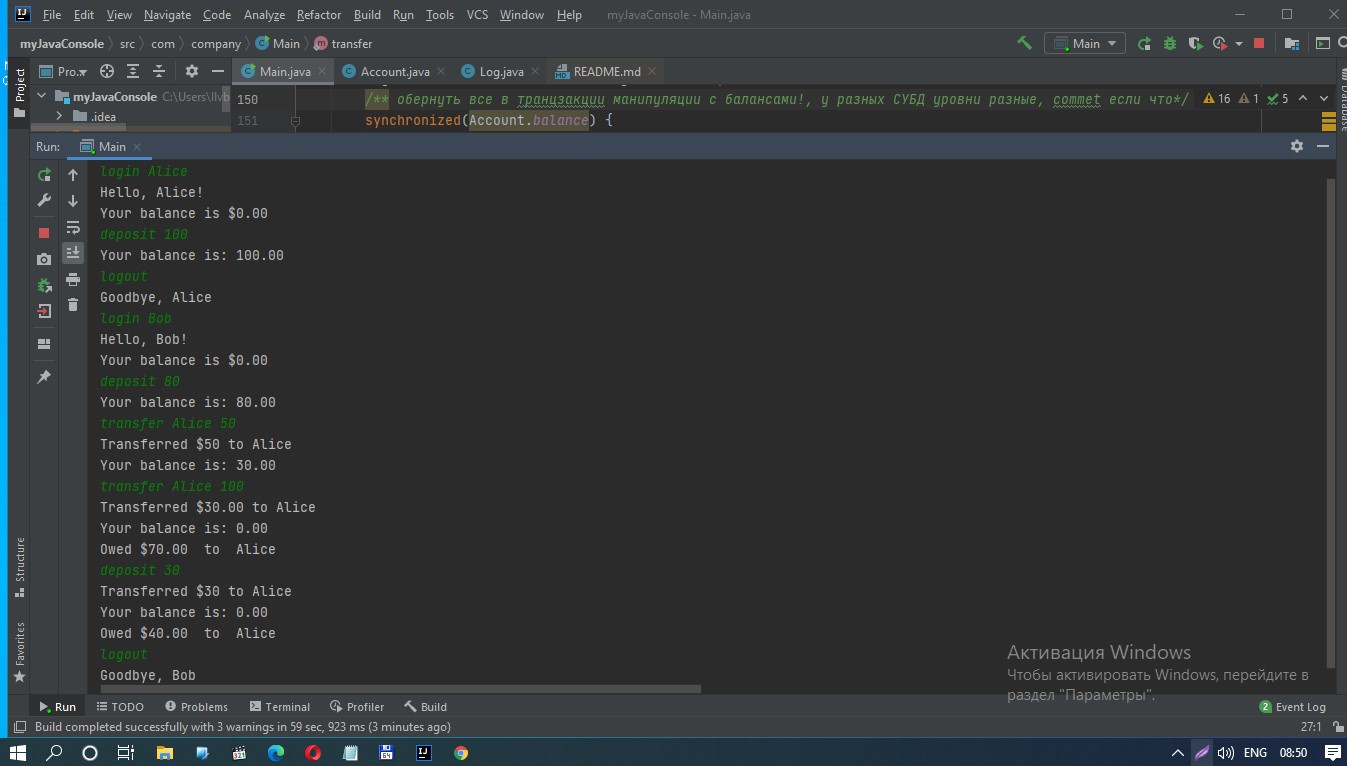 File Edit View Navigate Code Analyze Refactor Build Run Tools VCS Window Help myJavaConsole - Main.java
myJavaConsole src com company Main transfer Main
Project Pro... Main.java Account.java Log.java README.md
myJavaConsole C:\Users\llvb 150 /** обернуть все в транцзакции манипуляции с балансами!, у разных СУБД уровни разные, commet если что*/ 16 1 5
.idea 151 synchronized(Account.balance) {
Database
Run: Main
login Alice
Hello, Alice!
Your balance is $0.00
deposit 100
Your balance is: 100.00
logout
Goodbye, Alice
login Bob
Hello, Bob!
Your balance is $0.00
deposit 80
Your balance is: 80.00
transfer Alice 50
Transferred $50 to Alice
Your balance is: 30.00
transfer Alice 100
Transferred $30.00 to Alice
Your balance is: 0.00
Owed $70.00  to  Alice
deposit 30
Transferred $30 to Alice
Your balance is: 0.00
Owed $40.00  to  Alice
logout
Goodbye, Bob
Structure
Favorites
Активация Windows
Чтобы активировать Windows, перейдите в
раздел "Параметры".
Run TODO Problems Terminal Profiler Build 2 Event Log
Build completed successfully with 3 warnings in 59 sec, 923 ms (3 minutes ago) 27:1
321 64 IJ ENG 08:50